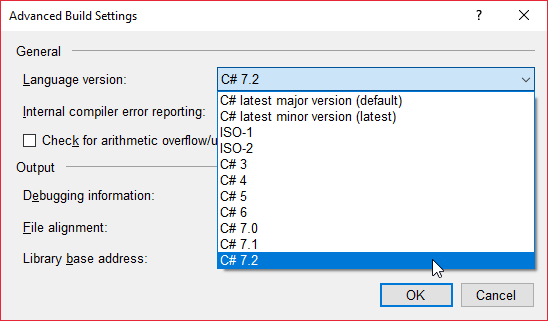 Advanced Build Settings
General
Language version: C# 7.2
C# latest major version (default)
C# latest minor version (latest)
Internal compiler error reporting:
ISO-1
Check for arithmetic overflow/u
ISO-2
C# 3
Output
C# 4
Debugging information:
C# 5
C# 6
File alignment:
C# 7.0
C# 7.1
Library base address:
C# 7.2
OK Cancel